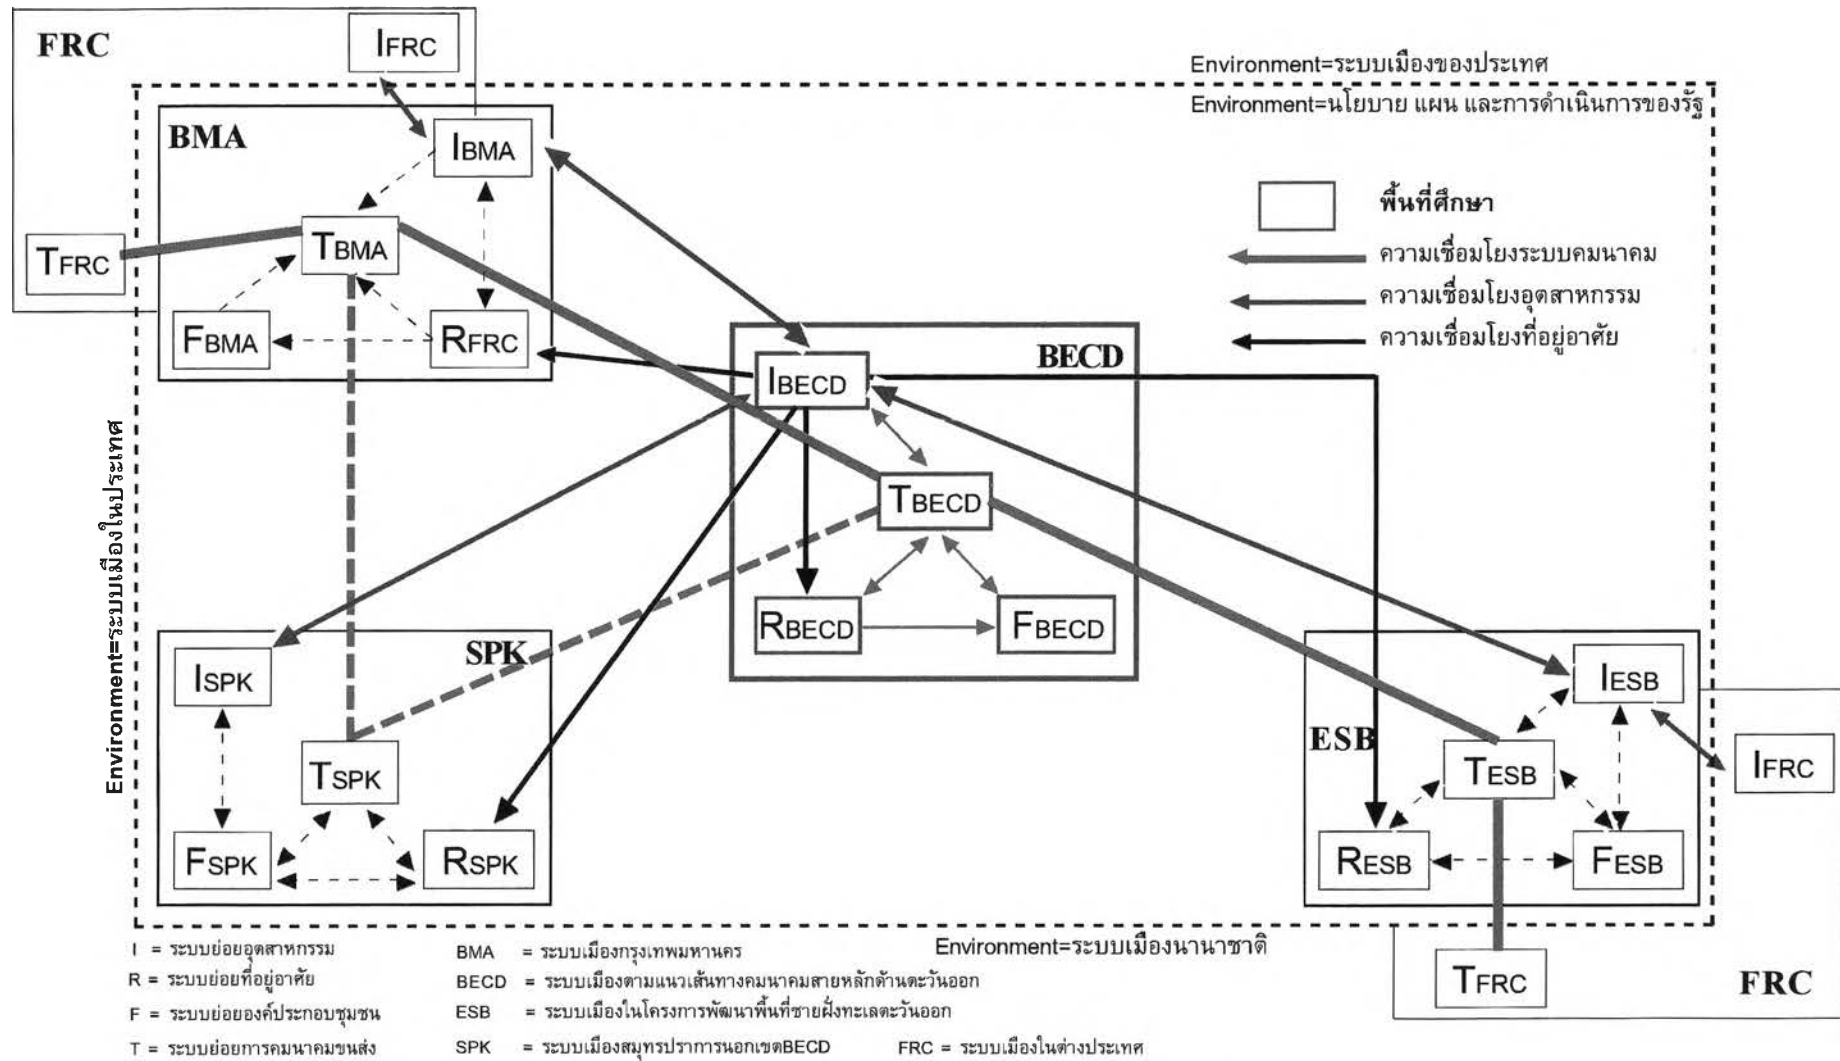 FRC
IFRC
Environment=ระบบเมืองของประเทศ
Environment=นโยบาย แผน และการดำเนินการของรัฐ
BMA
IBMA
พื้นที่ศึกษา
TBMA
TFRC
ความเชื่อมโยงระบบคมนาคม
ความเชื่อมโยงอุตสาหกรรม
ความเชื่อมโยงที่อยู่อาศัย
FBMA
RFRC
BECD
IBECD
TBECD
RBECD
FBECD
Environment=ระบบเมืองในประเทศ
SPK
ISPK
TSPK
FSPK
RSPK
ESB
IESB
TESB
IFRC
RESB
FESB
TFRC
FRC
Environment=ระบบเมืองนานาชาติ
I = ระบบย่อยอุตสาหกรรม
R = ระบบย่อยที่อยู่อาศัย
F = ระบบย่อยองค์ประกอบชุมชน
T = ระบบย่อยการคมนาคมขนส่ง
BMA = ระบบเมืองกรุงเทพมหานคร
BECD = ระบบเมืองตามแนวเส้นทางคมนาคมสายหลักด้านตะวันออก
ESB = ระบบเมืองในโครงการพัฒนาพื้นที่ชายฝั่งทะเลตะวันออก
SPK = ระบบเมืองสมุทรปราการนอกเขตBECD
FRC = ระบบเมืองในต่างประเทศ